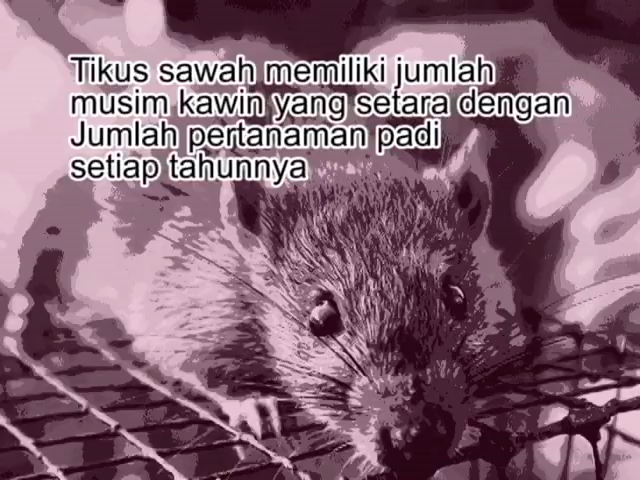 Tikus sawah memiliki jumlah
musim kawin yang setara dengan
Jumlah pertanaman padi
setiap tahunnya